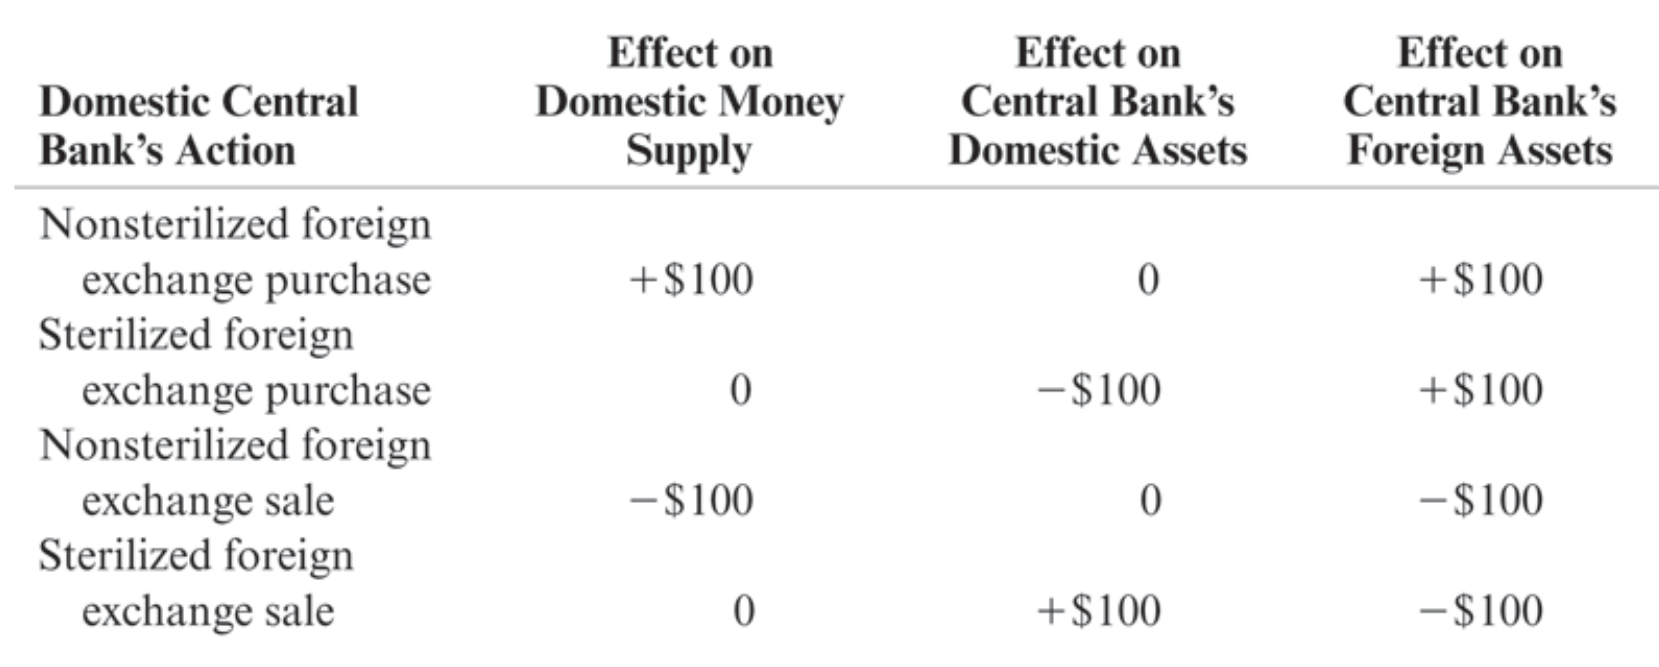 Effect on Effect on Effect on
Domestic Central Domestic Money Central Bank’s Central Bank’s
Bank’s Action Supply Domestic Assets Foreign Assets
Nonsterilized foreign
exchange purchase +$100 0 +$100
Sterilized foreign
exchange purchase 0 −$100 +$100
Nonsterilized foreign
exchange sale −$100 0 −$100
Sterilized foreign
exchange sale 0 +$100 −$100